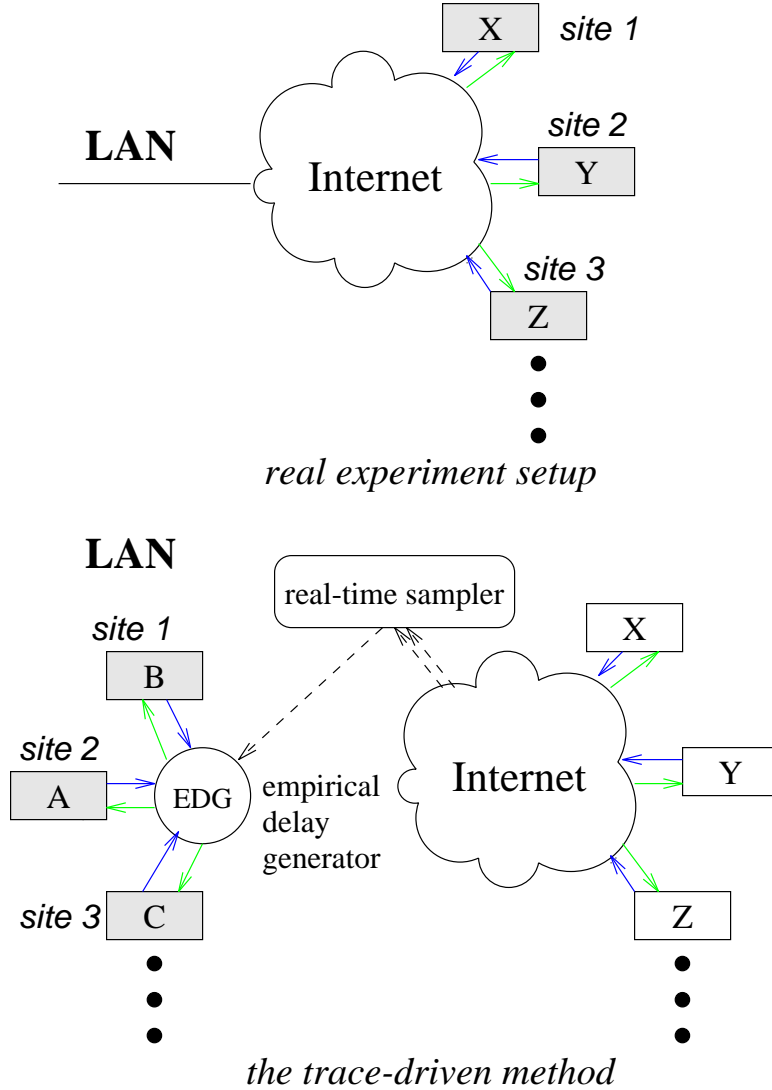 X
site 1
LAN
site 2
Internet
Y
site 3
Z
real experiment setup
LAN
real-time sampler
site 1
X
B
site 2
A
EDG
empirical
delay
generator
Internet
Y
site 3
C
Z
the trace-driven method